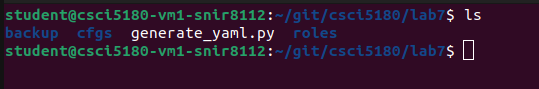 student@csci5180-vm1-snir8112:~/git/csci5180/lab7$ ls
backup cfgs generate_yaml.py roles
student@csci5180-vm1-snir8112:~/git/csci5180/lab7$